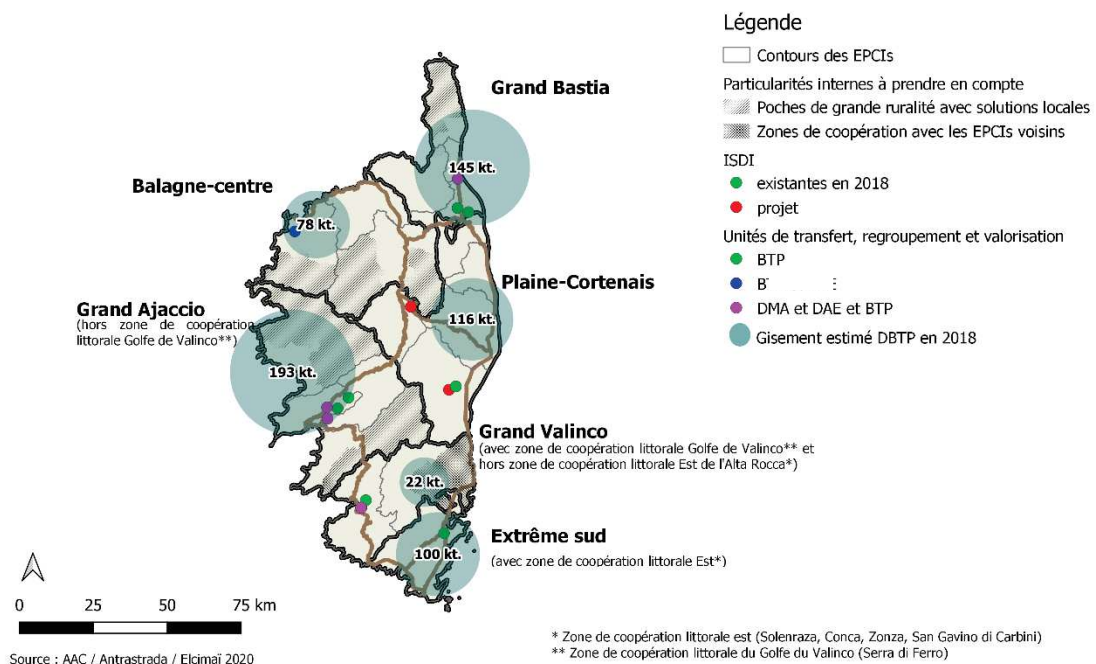 Légende
Contours des EPCIs
Particularités internes à prendre en compte
Poches de grande ruralité avec solutions locales
Zones de coopération avec les EPCIs voisins
ISDI
existantes en 2018
projet
Unités de transfert, regroupement et valorisation
BTP
DMA et DAE et BTP
Gisement estimé DBTP en 2018
Grand Bastia
145 kt.
Balagne-centre
78 kt.
Plaine-Cortenais
116 kt.
Grand Ajaccio
(hors zone de coopération
littorale Golfe de Valinco**)
193 kt.
Grand Valinco
(avec zone de coopération littorale Golfe de Valinco** et
hors zone de coopération littorale Est de l'Alta Rocca*)
22 kt.
Extrême sud
(avec zone de coopération littorale Est*)
100 kt.
0 25 50 75 km
Source : AAC / Antrastrada / Elcimaï 2020
* Zone de coopération littorale est (Solenraza, Conca, Zonza, San Gavino di Carbini)
** Zone de coopération littorale du Golfe du Valinco (Serra di Ferro)